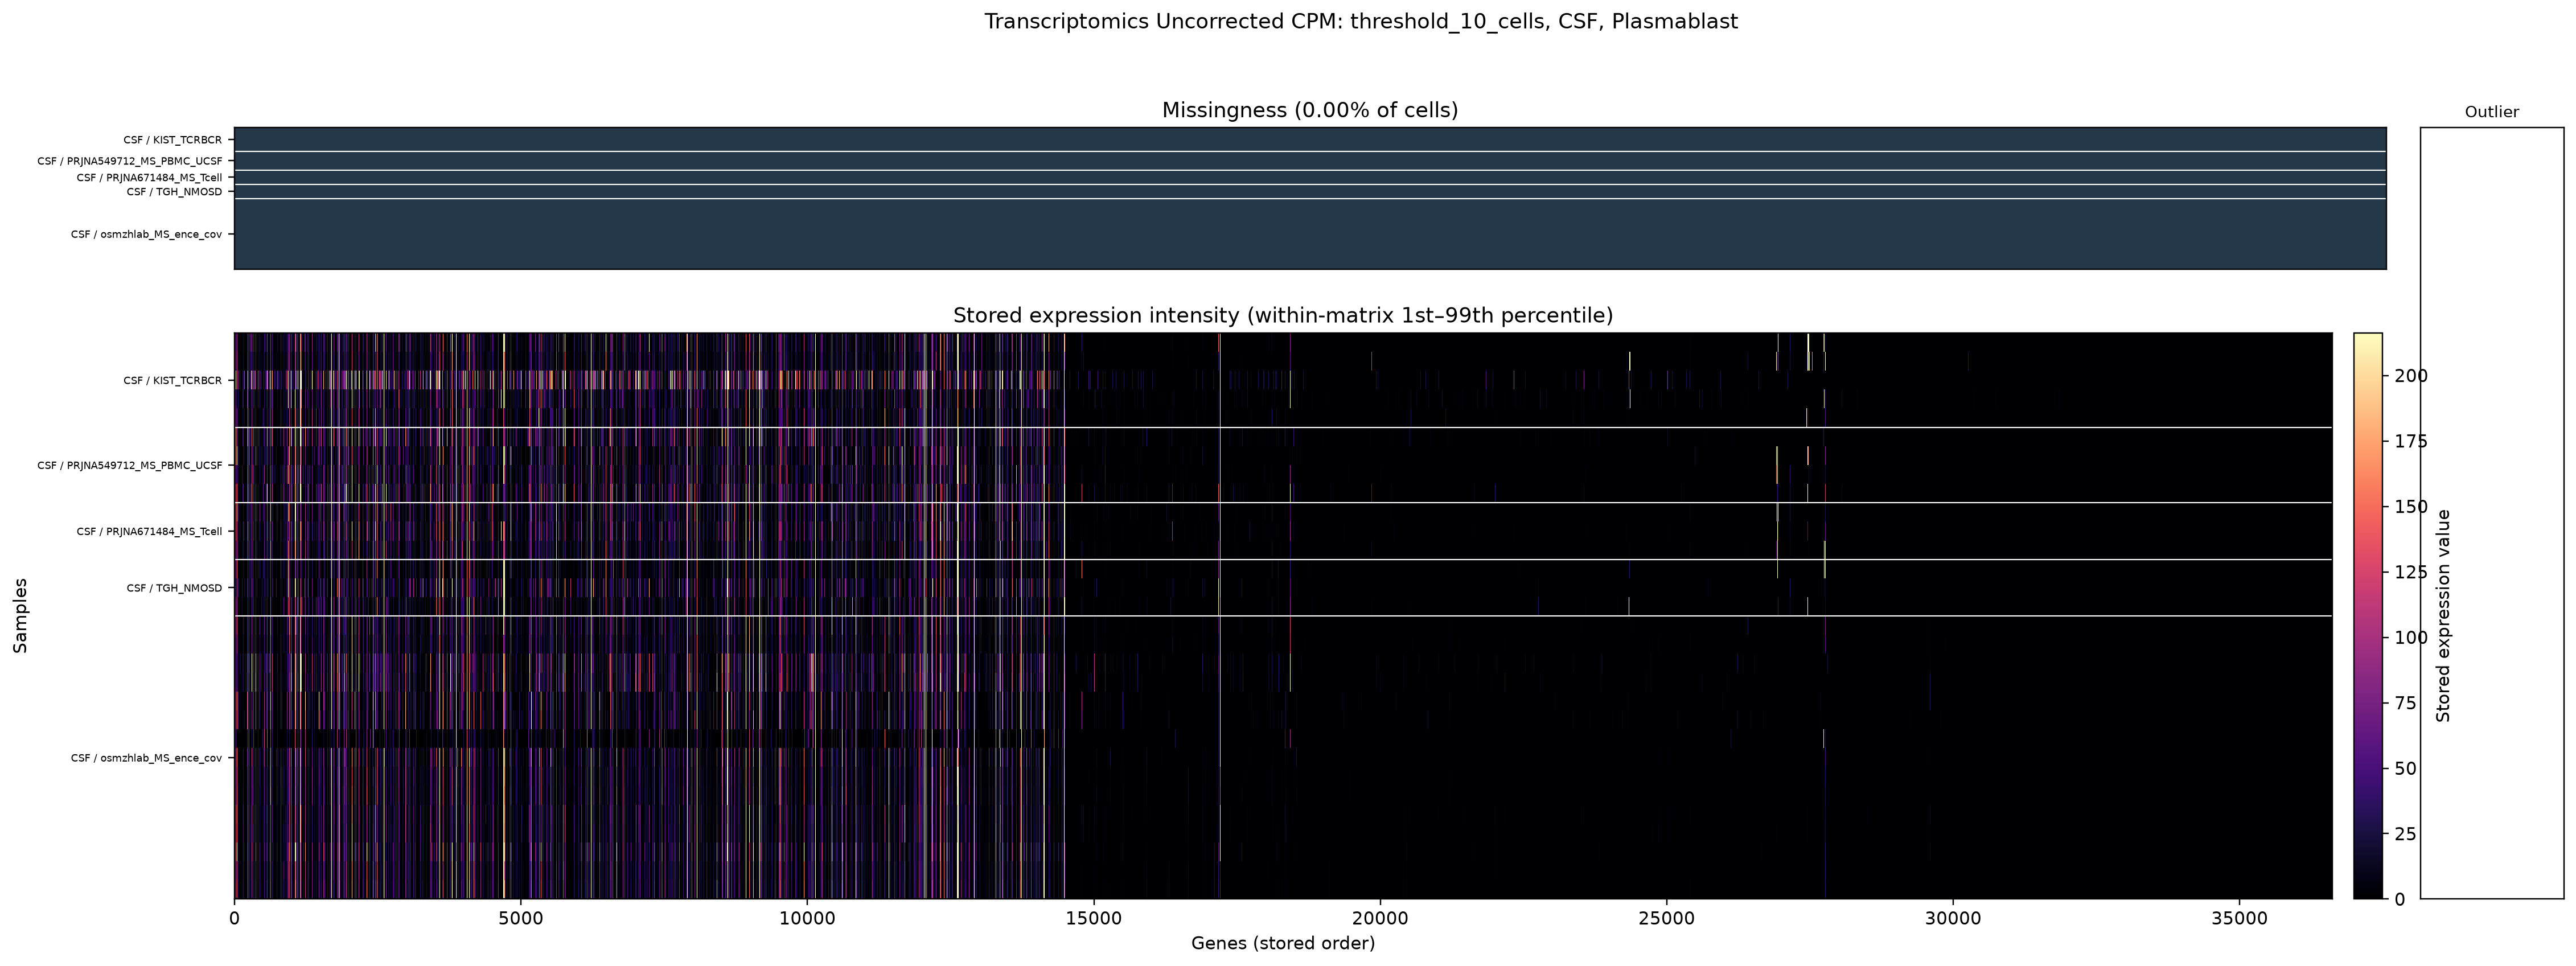 Transcriptomics Uncorrected CPM: threshold_10_cells, CSF, Plasmablast
Missingness (0.00% of cells)
Outlier
CSF / KIST_TCRBCR
CSF / PRJNA549712_MS_PBMC_UCSF
CSF / PRJNA671484_MS_Tcell
CSF / TGH_NMOSD
CSF / osmzhlab_MS_ence_cov
Stored expression intensity (within-matrix 1st–99th percentile)
Samples
CSF / KIST_TCRBCR
CSF / PRJNA549712_MS_PBMC_UCSF
CSF / PRJNA671484_MS_Tcell
CSF / TGH_NMOSD
CSF / osmzhlab_MS_ence_cov
200
175
150
125
100
75
50
25
0
Stored expression value
0 5000 10000 15000 20000 25000 30000 35000
Genes (stored order)